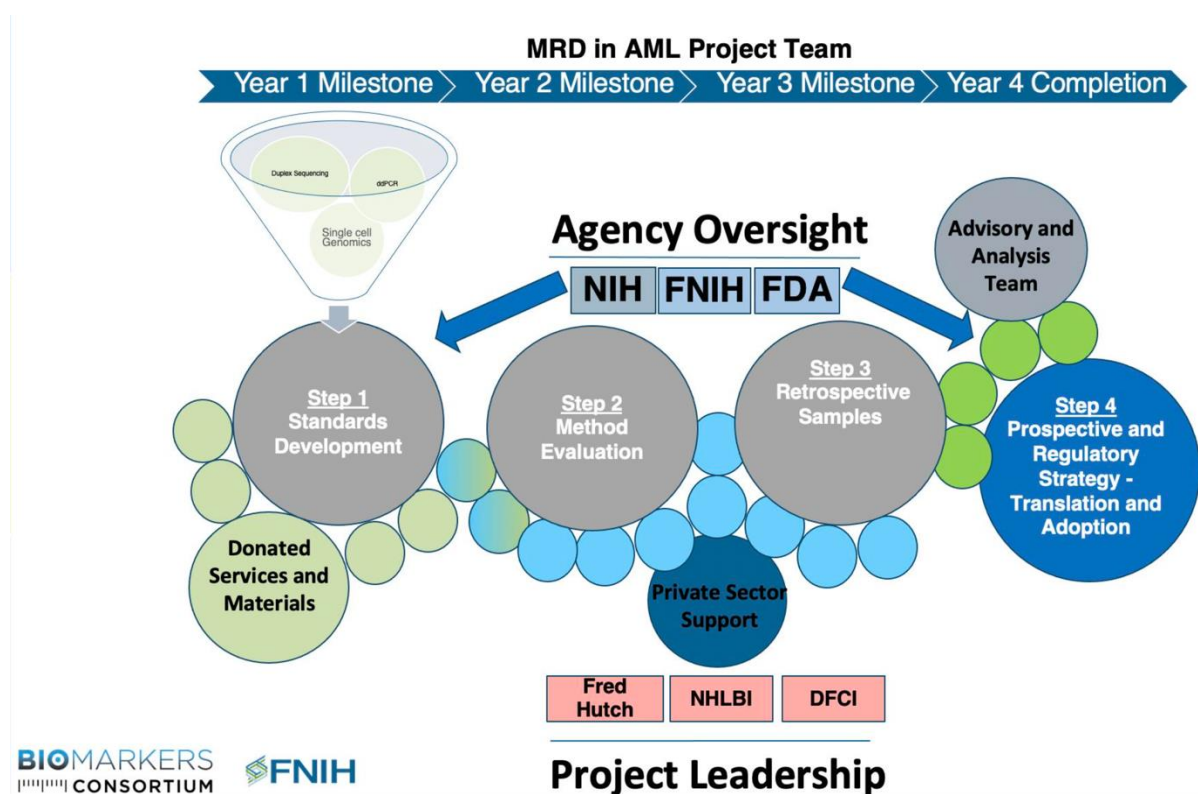 MRD in AML Project Team
Year 1 Milestone
Year 2 Milestone
Year 3 Milestone
Year 4 Completion
Duplex Sequencing
ddPCR
Single cell
Genomics
Agency Oversight
NIH
FNIH
FDA
Advisory and
Analysis
Team
Step 1
Standards
Development
Step 2
Method
Evaluation
Step 3
Retrospective
Samples
Step 4
Prospective and
Regulatory
Strategy -
Translation and
Adoption
Donated
Services and
Materials
Private Sector
Support
Fred
Hutch
NHLBI
DFCI
Project Leadership
BIOMARKERS
CONSORTIUM
FNIH